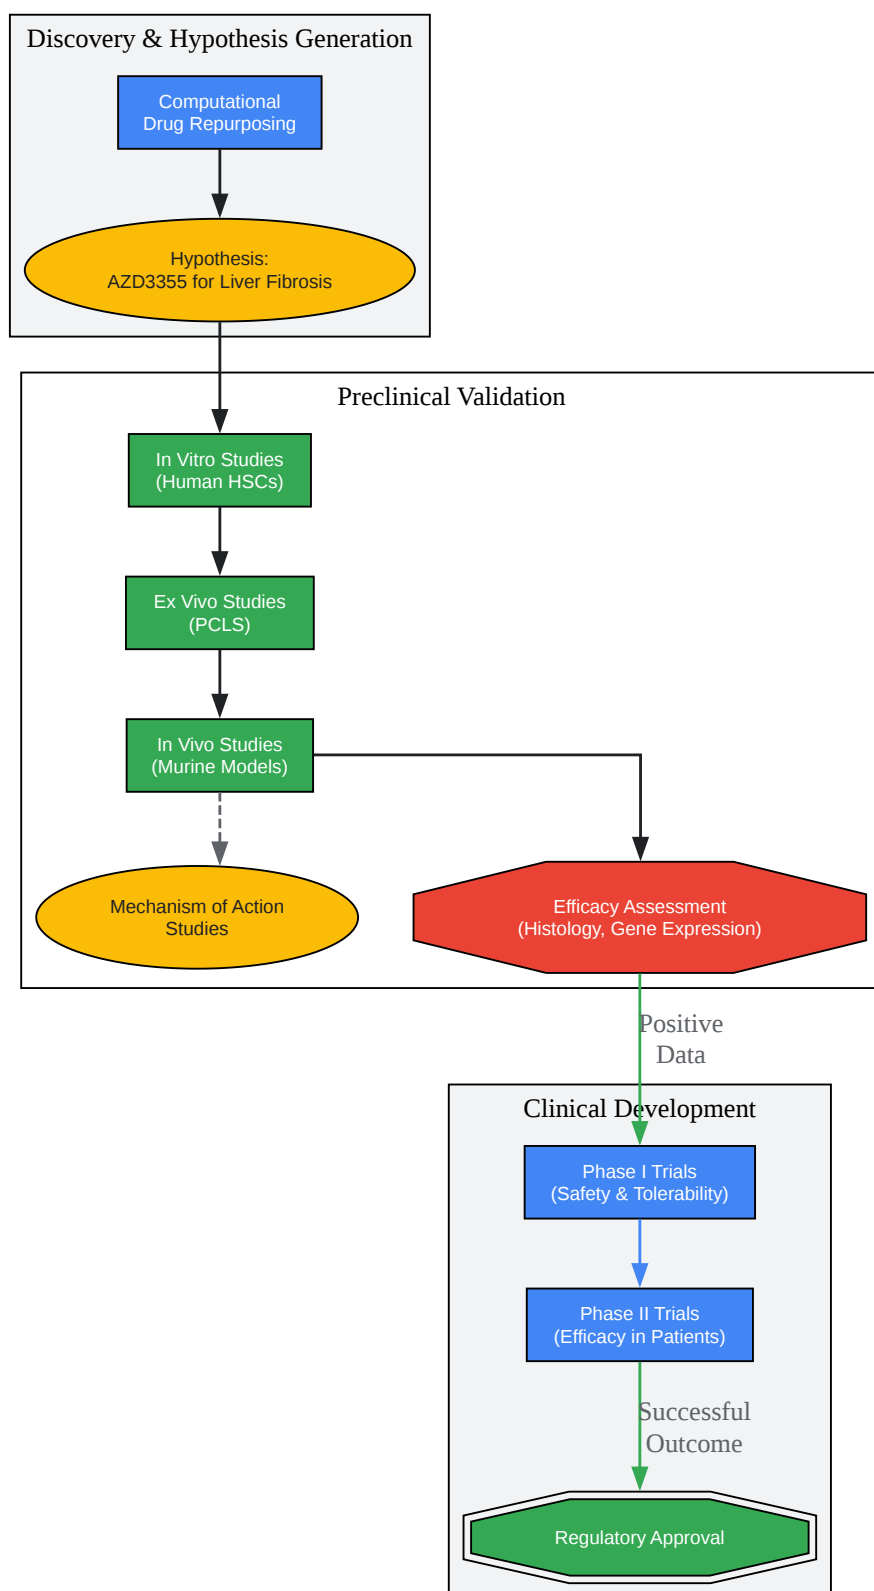 Discovery & Hypothesis Generation
Computational
Drug Repurposing
Hypothesis:
AZD3355 for Liver Fibrosis
Preclinical Validation
In Vitro Studies
(Human HSCs)
Ex Vivo Studies
(PCLS)
In Vivo Studies
(Murine Models)
Mechanism of Action
Studies
Efficacy Assessment
(Histology, Gene Expression)
Positive
Data
Clinical Development
Phase I Trials
(Safety & Tolerability)
Phase II Trials
(Efficacy in Patients)
Successful
Outcome
Regulatory Approval